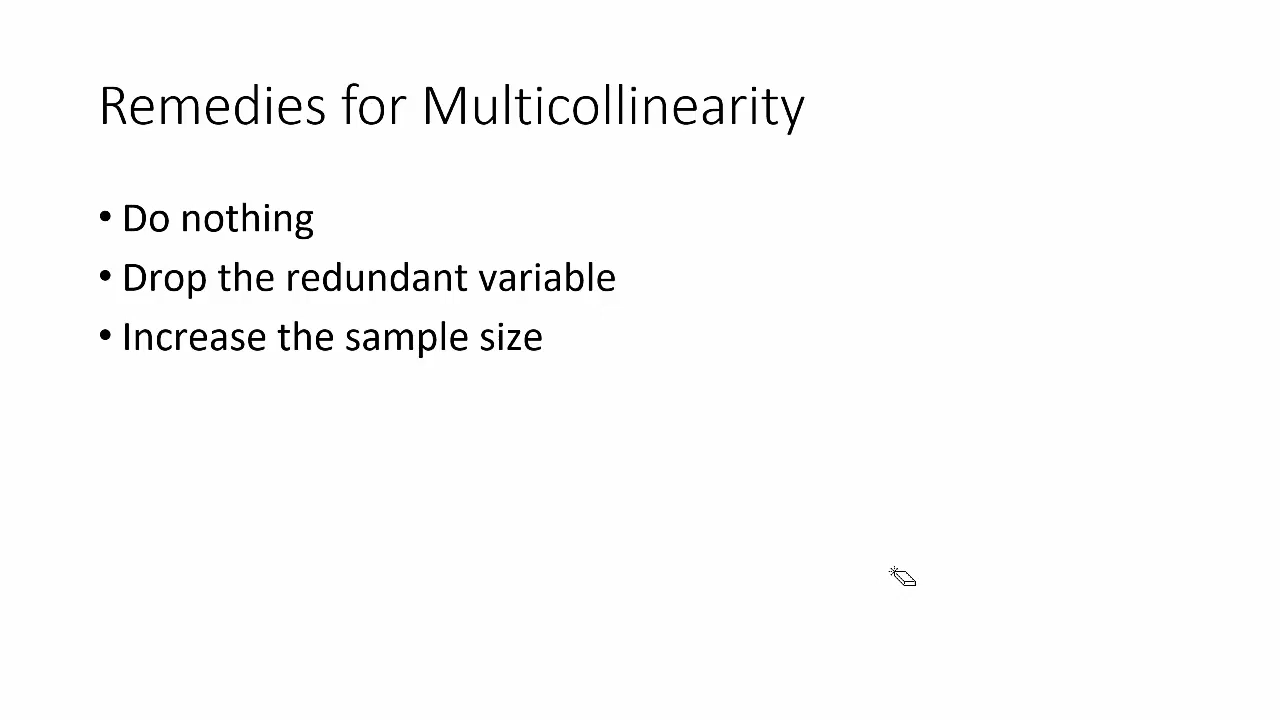 Remedies for Multicollinearity
• Do nothing
• Drop the redundant variable
• Increase the sample size